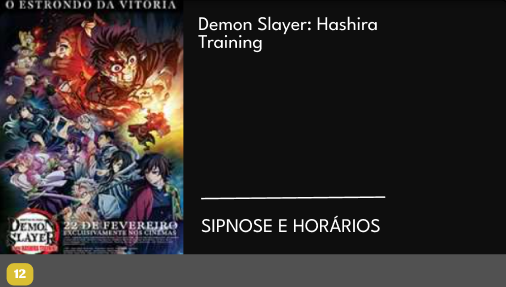 O ESTRONDO DA VITÓRIA
Demon Slayer: Hashira
Training
22 DE FEVEREIRO
EXCLUSIVAMENTE NOS CINEMAS
DEMON
SLAYER
SIPNOSE E HORÁRIOS
12